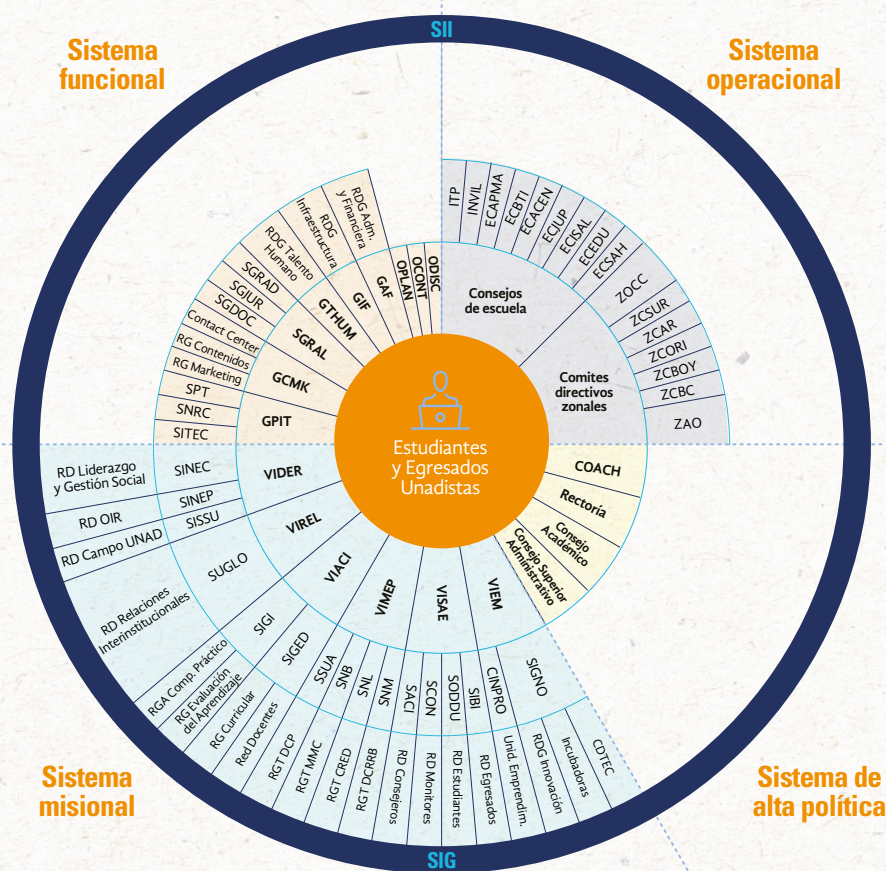 SII
Sistema
funcional
Sistema
operacional
RDG Adm.
y Financiera
RDG
Infraestructura
RDG Talento
Humano
SGRAD
SGJUR
SGDOC
Contact Center
RG Contenidos
RG Marketing
SPT
SNRC
SITEC
ODISC
OCONT
OPLAN
GAF
GIF
GTHUM
SGRAL
GCMK
GPIT
ITP
INVIL
ECAPMA
ECBTI
ECACEN
ECJUP
ECISAL
ECEDU
ECSAH
ZOCC
ZCSUR
ZCAR
ZCORI
ZCBOY
ZCBC
ZAO
Consejos
de escuela
Comites
directivos
zonales
Estudiantes
y Egresados
Unadistas
COACH
Rectoría
Consejo
Académico
Consejo Superior
Administrativo
VIDER
VIREL
VIACI
VIMEP
VISAE
VIEM
SINEC
SINEP
SISSU
SUGLO
SIGI
SIGED
SSUA
SNB
SNL
SNM
SACI
SCON
SODDU
SIBI
CINPRO
SIGNO
RD Liderazgo
y Gestión Social
RD OIR
RD Campo UNAD
RD Relaciones
Interinstitucionales
RGA Comp. Práctico
RG Evaluación
del Aprendizaje
RG Curricular
Red Docentes
RGT DCP
RGT MMC
RGT CRED
RGT DCRRB
RD Consejeros
RD Monitores
RD Estudiantes
RD Egresados
Unid. Emprendim.
RDG Innovación
Incubadoras
CDTEC
Sistema
misional
Sistema de
alta política
SIG